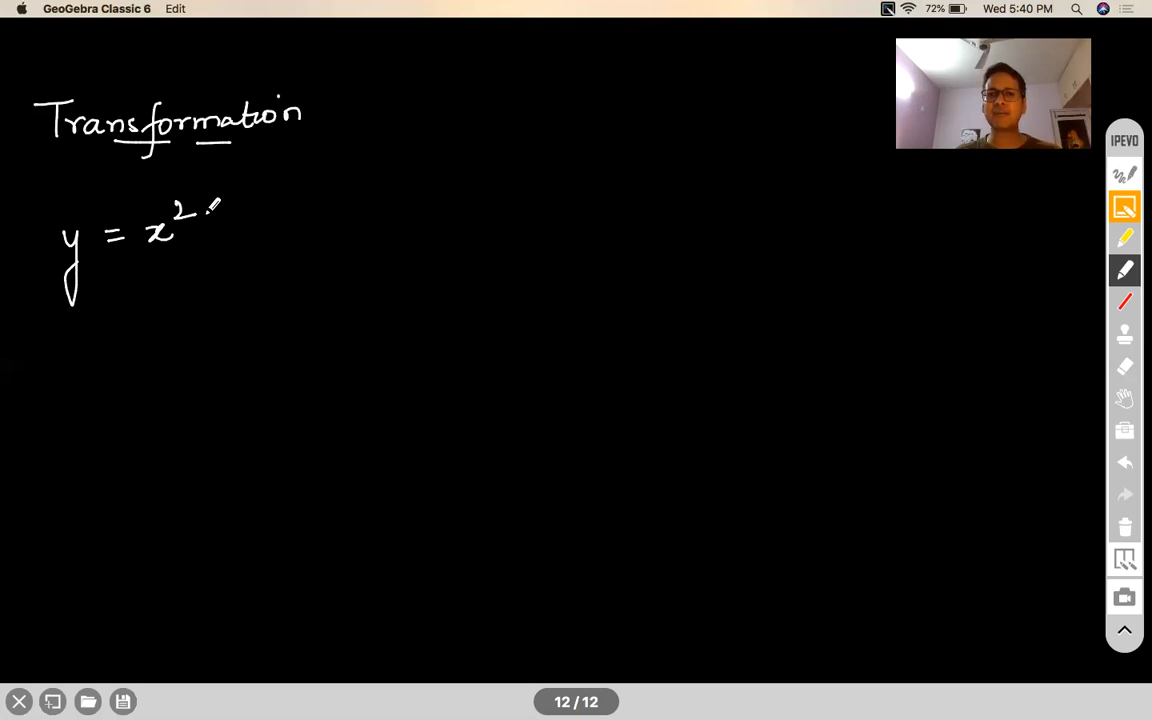 GeoGebra Classic 6 Edit 72% Wed 5:40 PM
Transformation
IPEVO
y = x²
12 / 12